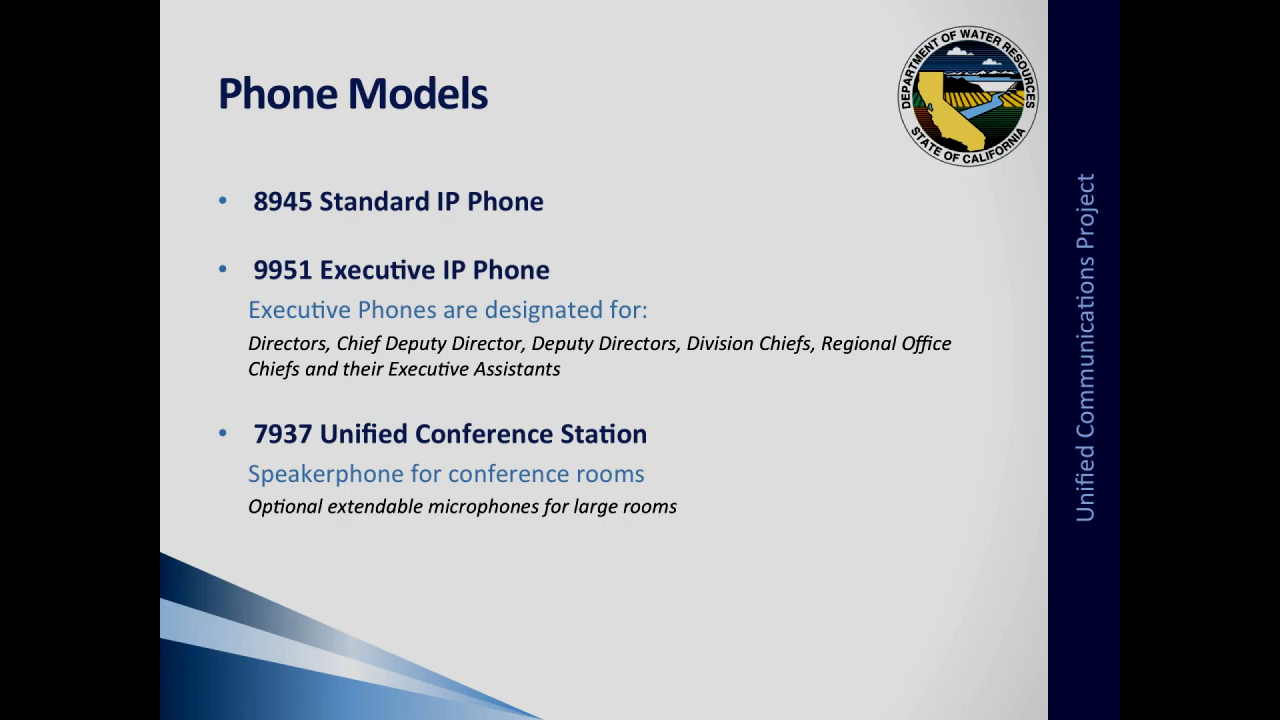 Phone Models
DEPARTMENT OF WATER RESOURCES
STATE OF CALIFORNIA
• 8945 Standard IP Phone
• 9951 Executive IP Phone
Executive Phones are designated for:
Directors, Chief Deputy Director, Deputy Directors, Division Chiefs, Regional Office
Chiefs and their Executive Assistants
• 7937 Unified Conference Station
Speakerphone for conference rooms
Optional extendable microphones for large rooms
Unified Communications Project